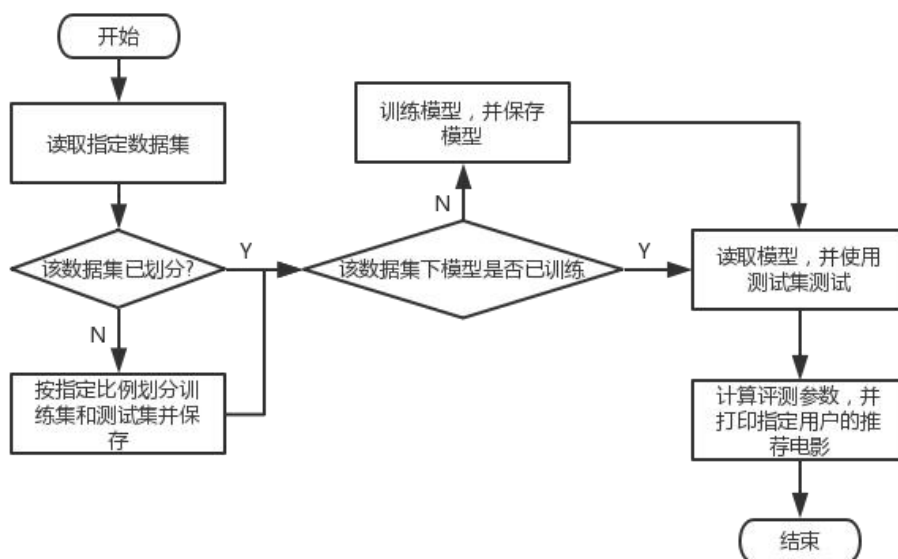 开始
读取指定数据集
该数据集已划分?
Y
N
按指定比例划分训
练集和测试集并保
存
训练模型，并保存
模型
N
该数据集下模型是否已训练
Y
读取模型，并使用
测试集测试
计算评测参数，并
打印指定用户的推
荐电影
结束